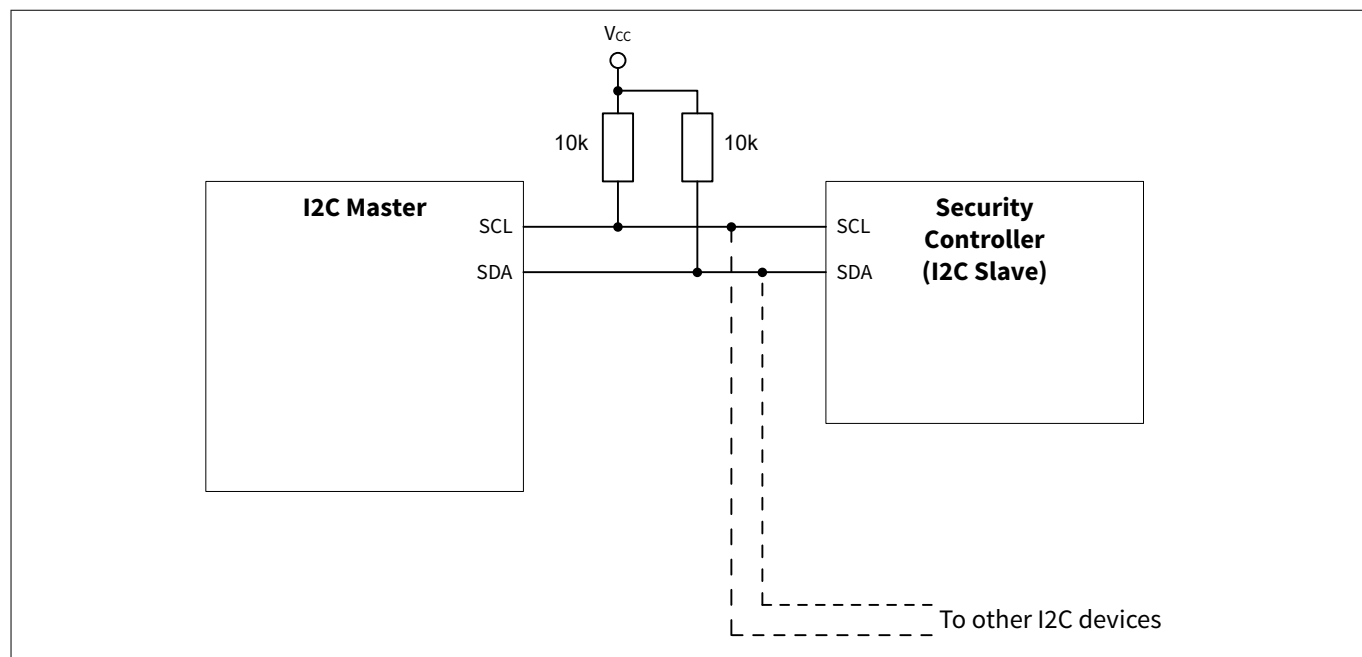 VCC
10k
10k
I2C Master
SCL
SDA
Security
Controller
(I2C Slave)
SCL
SDA
To other I2C devices